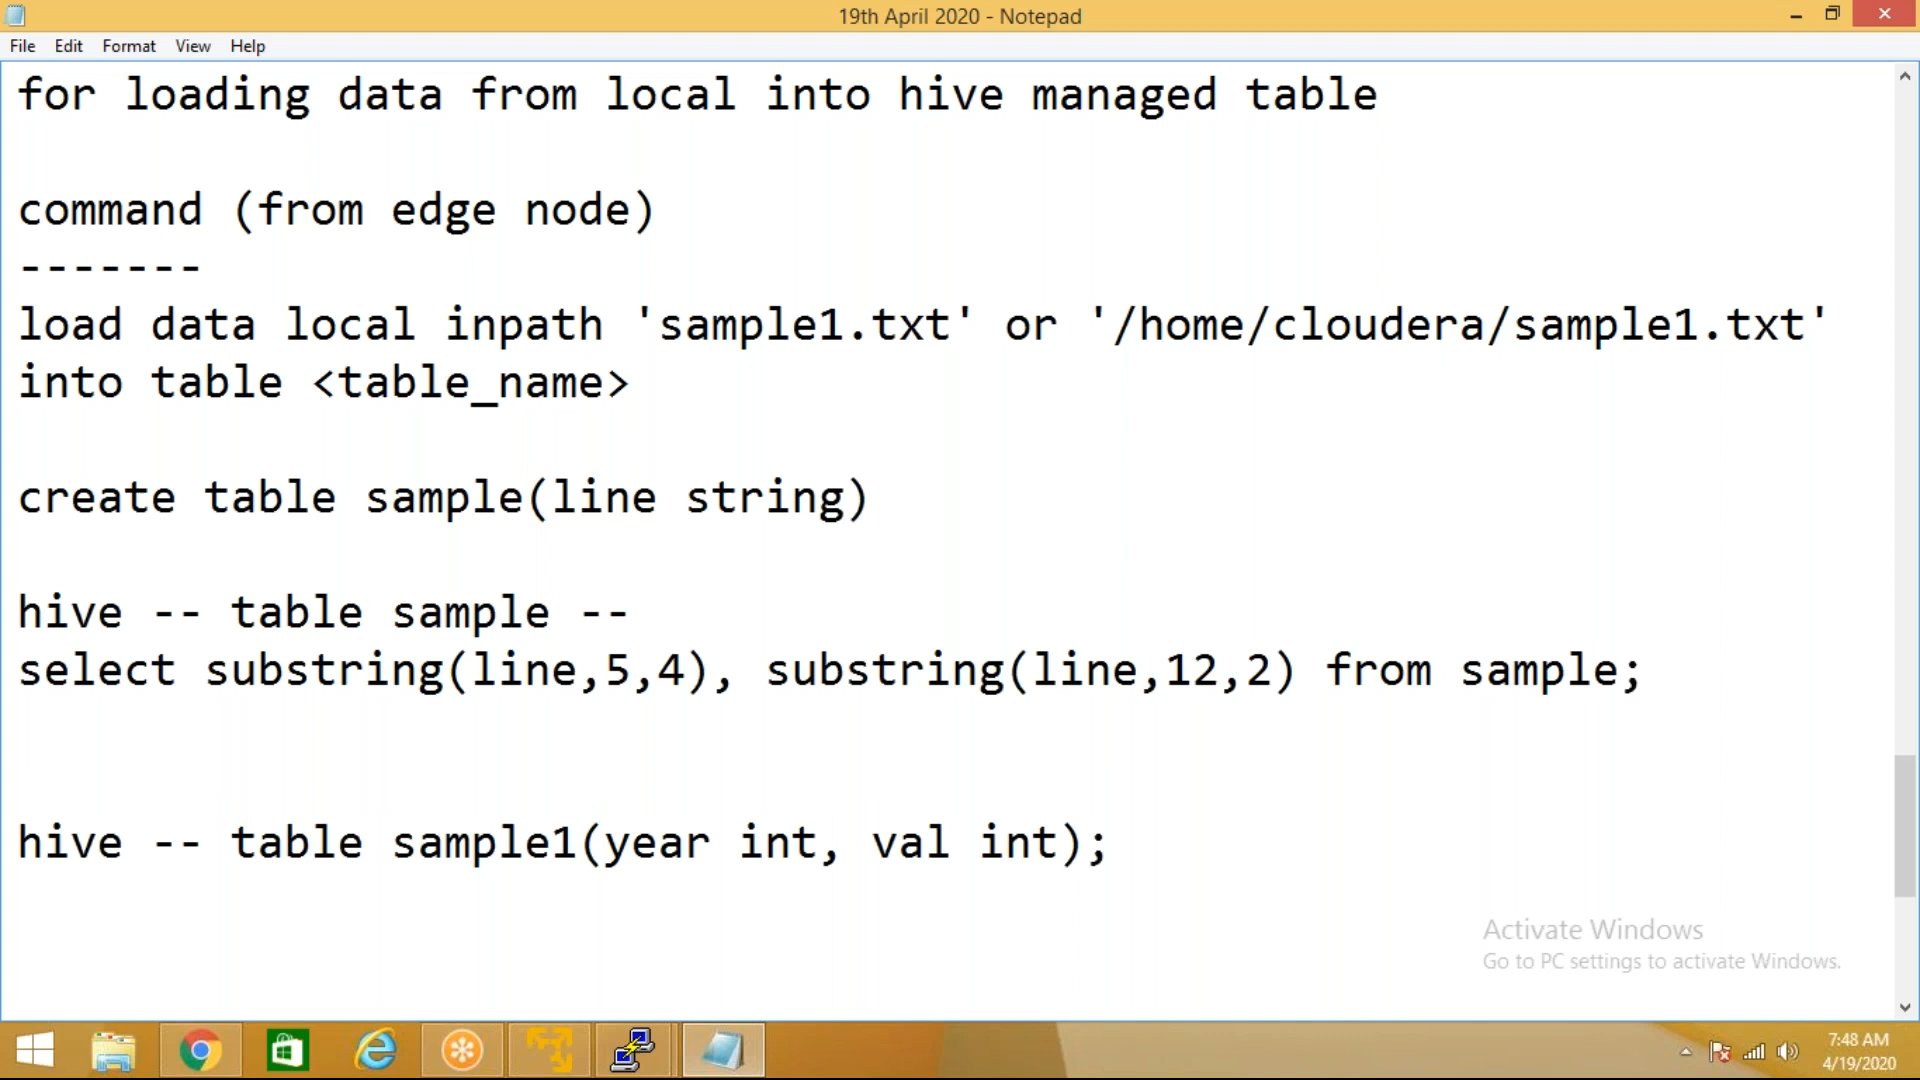 19th April 2020 - Notepad
File Edit Format View Help
for loading data from local into hive managed table
command (from edge node)
-------
load data local inpath 'sample1.txt' or '/home/cloudera/sample1.txt'
into table <table_name>
create table sample(line string)
hive -- table sample --
select substring(line,5,4), substring(line,12,2) from sample;
hive -- table sample1(year int, val int);
Activate Windows
Go to PC settings to activate Windows.
7:48 AM
4/19/2020